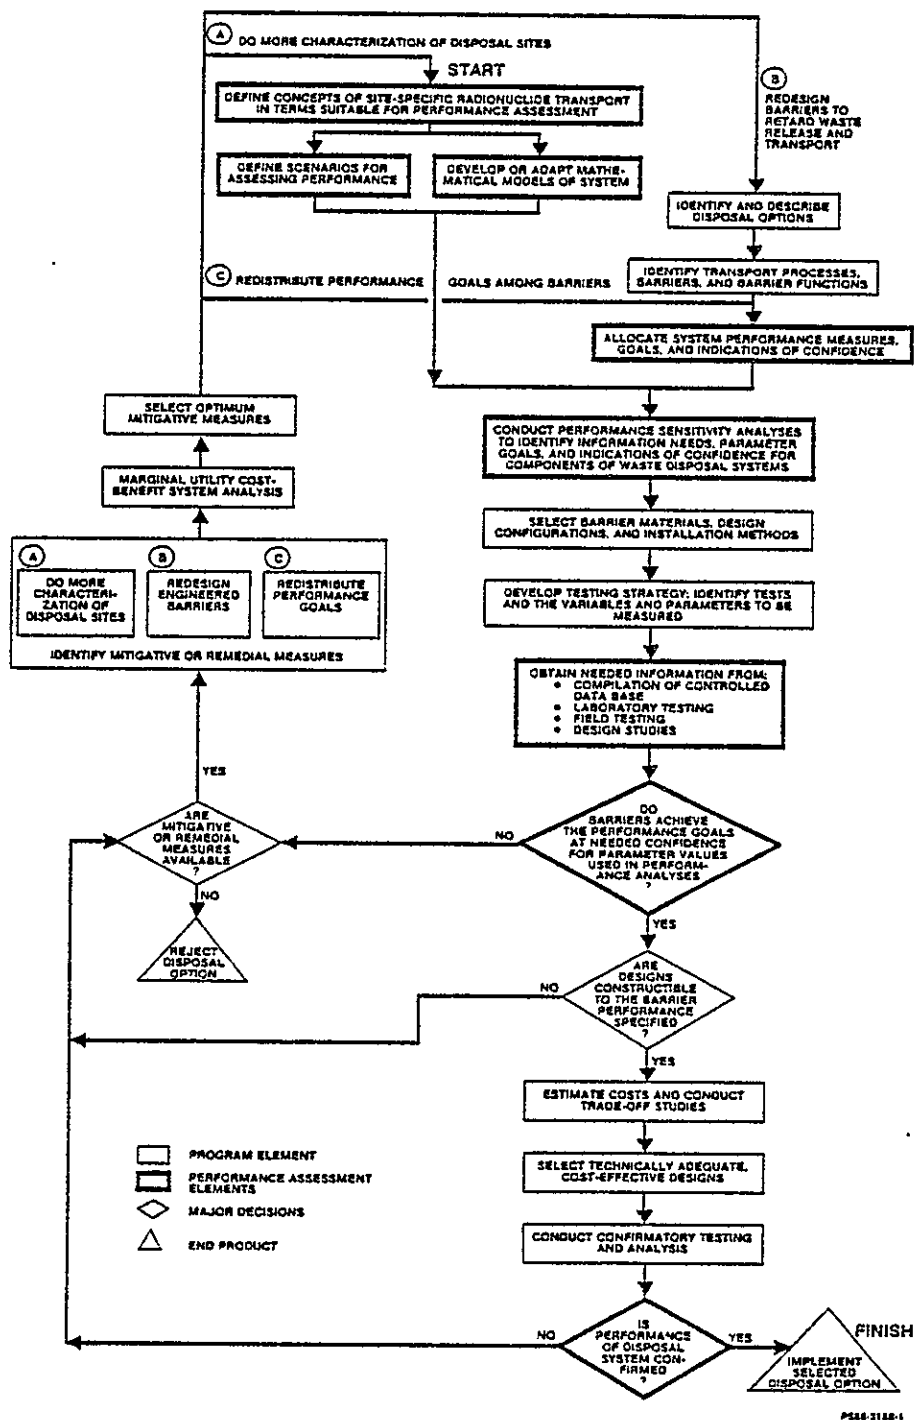 A
DO MORE CHARACTERIZATION OF DISPOSAL SITES
START
DEFINE CONCEPTS OF SITE-SPECIFIC RADIONUCLIDE TRANSPORT
IN TERMS SUITABLE FOR PERFORMANCE ASSESSMENT
B
REDESIGN
BARRIERS TO
RETARD WASTE
RELEASE AND
TRANSPORT
DEFINE SCENARIOS FOR
ASSESSING PERFORMANCE
DEVELOP OR ADAPT MATHE-
MATICAL MODELS OF SYSTEM
IDENTIFY AND DESCRIBE
DISPOSAL OPTIONS
C
REDISTRIBUTE PERFORMANCE GOALS AMONG BARRIERS
IDENTIFY TRANSPORT PROCESSES,
BARRIERS, AND BARRIER FUNCTIONS
ALLOCATE SYSTEM PERFORMANCE MEASURES,
GOALS, AND INDICATIONS OF CONFIDENCE
SELECT OPTIMUM
MITIGATIVE MEASURES
CONDUCT PERFORMANCE SENSITIVITY ANALYSES
TO IDENTIFY INFORMATION NEEDS, PARAMETER
GOALS, AND INDICATIONS OF CONFIDENCE FOR
COMPONENTS OF WASTE DISPOSAL SYSTEMS
MARGINAL UTILITY COST-
BENEFIT SYSTEM ANALYSIS
SELECT BARRIER MATERIALS, DESIGN
CONFIGURATIONS, AND INSTALLATION METHODS
A
DO MORE
CHARACTERI-
ZATION OF
DISPOSAL SITES
B
REDESIGN
ENGINEERED
BARRIERS
C
REDISTRIBUTE
PERFORMANCE
GOALS
IDENTIFY MITIGATIVE OR REMEDIAL MEASURES
DEVELOP TESTING STRATEGY; IDENTIFY TESTS
AND THE VARIABLES AND PARAMETERS TO BE
MEASURED
OBTAIN NEEDED INFORMATION FROM:
• COMPILATION OF CONTROLLED
DATA BASE
• LABORATORY TESTING
• FIELD TESTING
• DESIGN STUDIES
YES
ARE
MITIGATIVE
OR REMEDIAL
MEASURES
AVAILABLE
?
NO
DO
BARRIERS ACHIEVE
THE PERFORMANCE GOALS
AT NEEDED CONFIDENCE
FOR PARAMETER VALUES
USED IN PERFORM-
ANCE ANALYSES
?
NO
YES
REJECT
DISPOSAL
OPTION
NO
ARE
DESIGNS
CONSTRUCTIBLE
TO THE BARRIER
PERFORMANCE
SPECIFIED
?
YES
ESTIMATE COSTS AND CONDUCT
TRADE-OFF STUDIES
PROGRAM ELEMENT
PERFORMANCE ASSESSMENT
ELEMENTS
MAJOR DECISIONS
END PRODUCT
SELECT TECHNICALLY ADEQUATE,
COST-EFFECTIVE DESIGNS
CONDUCT CONFIRMATORY TESTING
AND ANALYSIS
NO
IS
PERFORMANCE
OF DISPOSAL
SYSTEM CON-
FIRMED
?
YES
FINISH
IMPLEMENT
SELECTED
DISPOSAL OPTION
PS86-3188-1